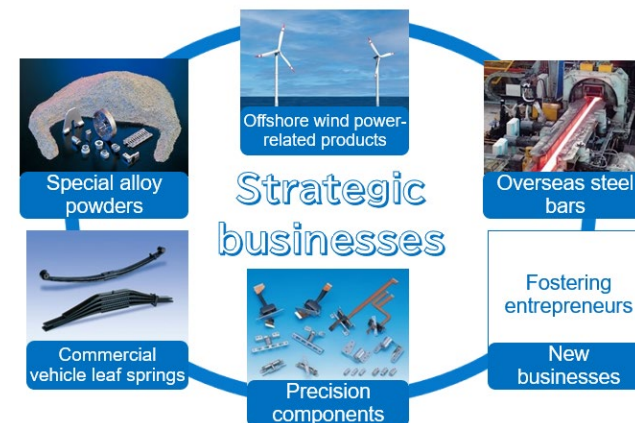 Offshore wind power-
related products
Special alloy
powders
Overseas steel
bars
Strategic
businesses
Commercial
vehicle leaf springs
Precision
components
Fostering
entrepreneurs
New
businesses